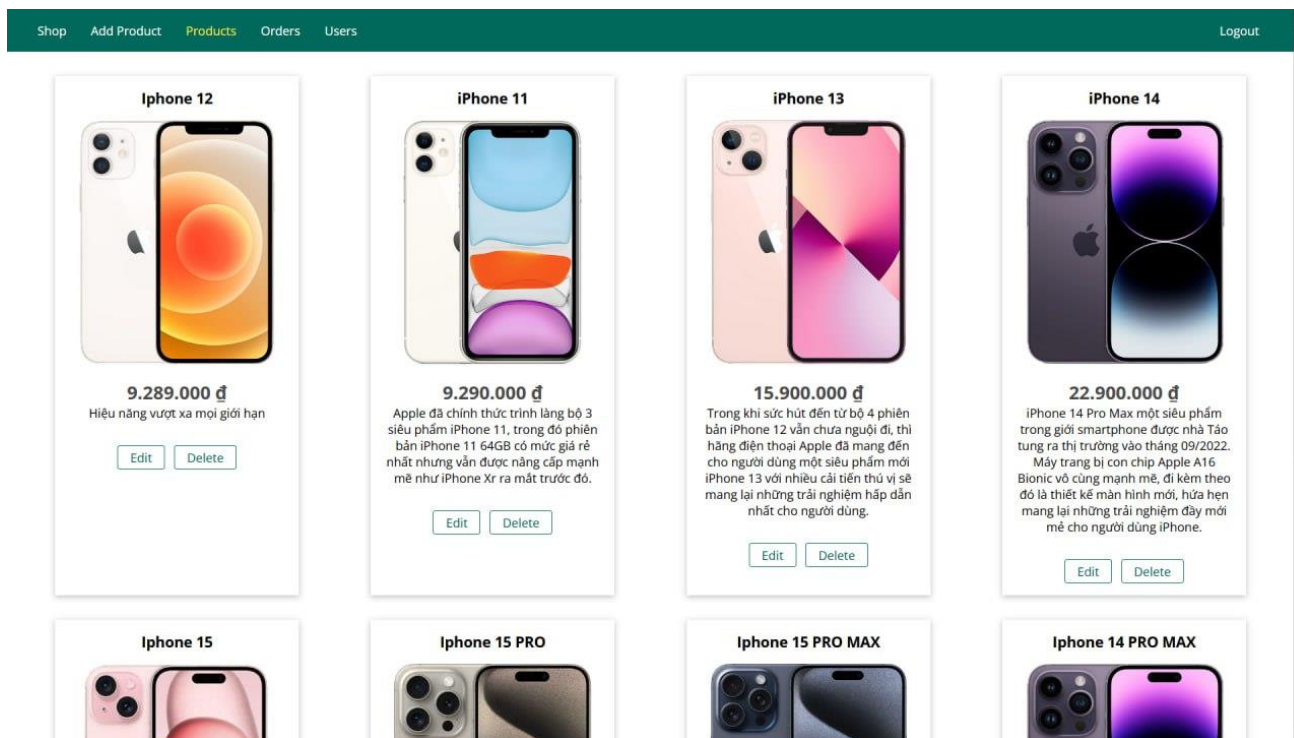 Shop Add Product Products Orders Users Logout
Iphone 12
9.289.000 ₫
Hiệu năng vượt xa mọi giới hạn
Edit Delete
iPhone 11
9.290.000 ₫
Apple đã chính thức trình làng bộ 3
siêu phẩm iPhone 11, trong đó phiên
bản iPhone 11 64GB có mức giá rẻ
nhất nhưng vẫn được nâng cấp mạnh
mẽ như iPhone Xr ra mắt trước đó.
Edit Delete
iPhone 13
15.900.000 ₫
Trong khi sức hút đến từ bộ 4 phiên
bản iPhone 12 vẫn chưa nguội đi, thì
hãng điện thoại Apple đã mang đến
cho người dùng một siêu phẩm mới
iPhone 13 với nhiều cải tiến thú vị sẽ
mang lại những trải nghiệm hấp dẫn
nhất cho người dùng.
Edit Delete
iPhone 14
22.900.000 ₫
iPhone 14 Pro Max một siêu phẩm
trong giới smartphone được nhà Táo
tung ra thị trường vào tháng 09/2022.
Máy trang bị con chip Apple A16
Bionic vô cùng mạnh mẽ, đi kèm theo
đó là thiết kế màn hình mới, hứa hẹn
mang lại những trải nghiệm đầy mới
mẻ cho người dùng iPhone.
Edit Delete
Iphone 15
Iphone 15 PRO
Iphone 15 PRO MAX
Iphone 14 PRO MAX